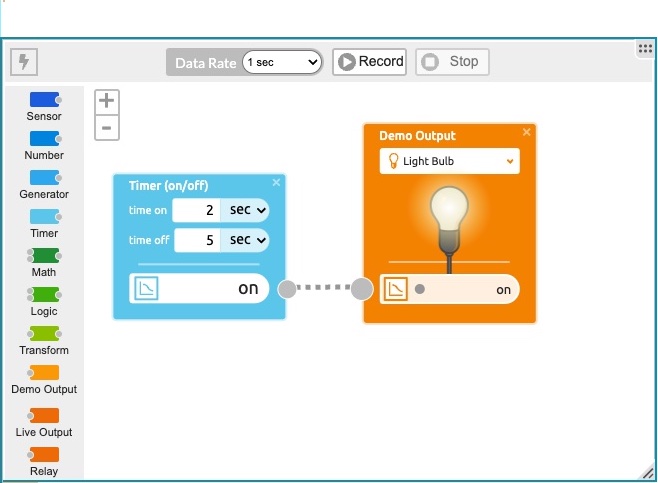 Data Rate 1 sec Record Stop
Sensor
Number
Generator
Timer
Math
Logic
Transform
Demo Output
Live Output
Relay
+
-
Timer (on/off)
time on 2 sec
time off 5 sec
on
Demo Output
Light Bulb
on